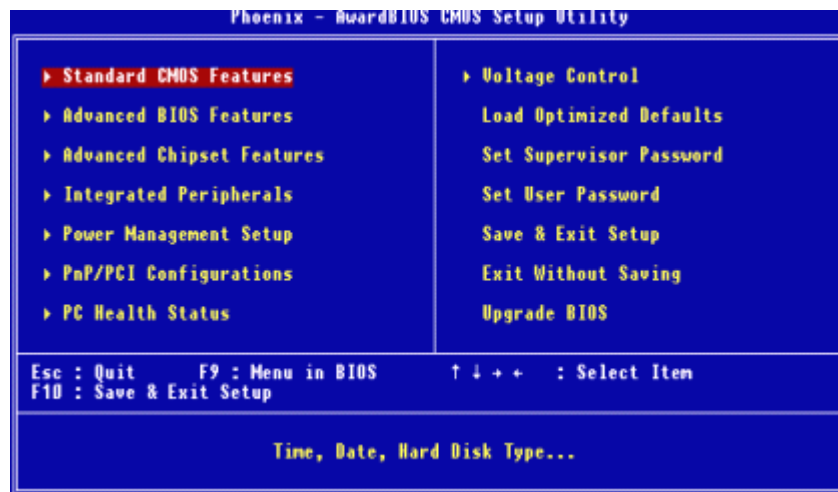 Phoenix - AwardBIOS CMOS Setup Utility
▸ Standard CMOS Features
▸ Advanced BIOS Features
▸ Advanced Chipset Features
▸ Integrated Peripherals
▸ Power Management Setup
▸ PnP/PCI Configurations
▸ PC Health Status
▸ Voltage Control
Load Optimized Defaults
Set Supervisor Password
Set User Password
Save & Exit Setup
Exit Without Saving
Upgrade BIOS
Esc : Quit F9 : Menu in BIOS ↑ ↓ → ← : Select Item
F10 : Save & Exit Setup
Time, Date, Hard Disk Type...